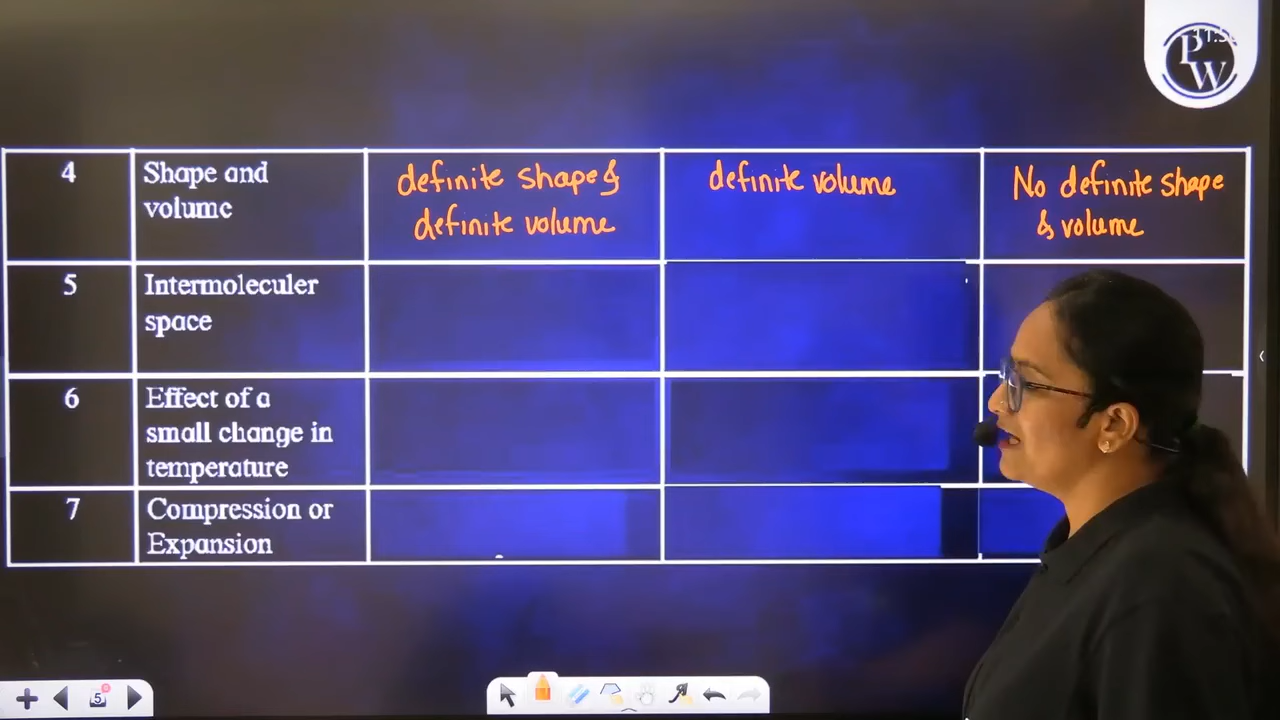 PW
4
Shape and
volume
definite shape &
definite volume
definite volume
No definite shape
& volume
5
Intermoleculer
space
6
Effect of a
small change in
temperature
7
Compression or
Expansion
5